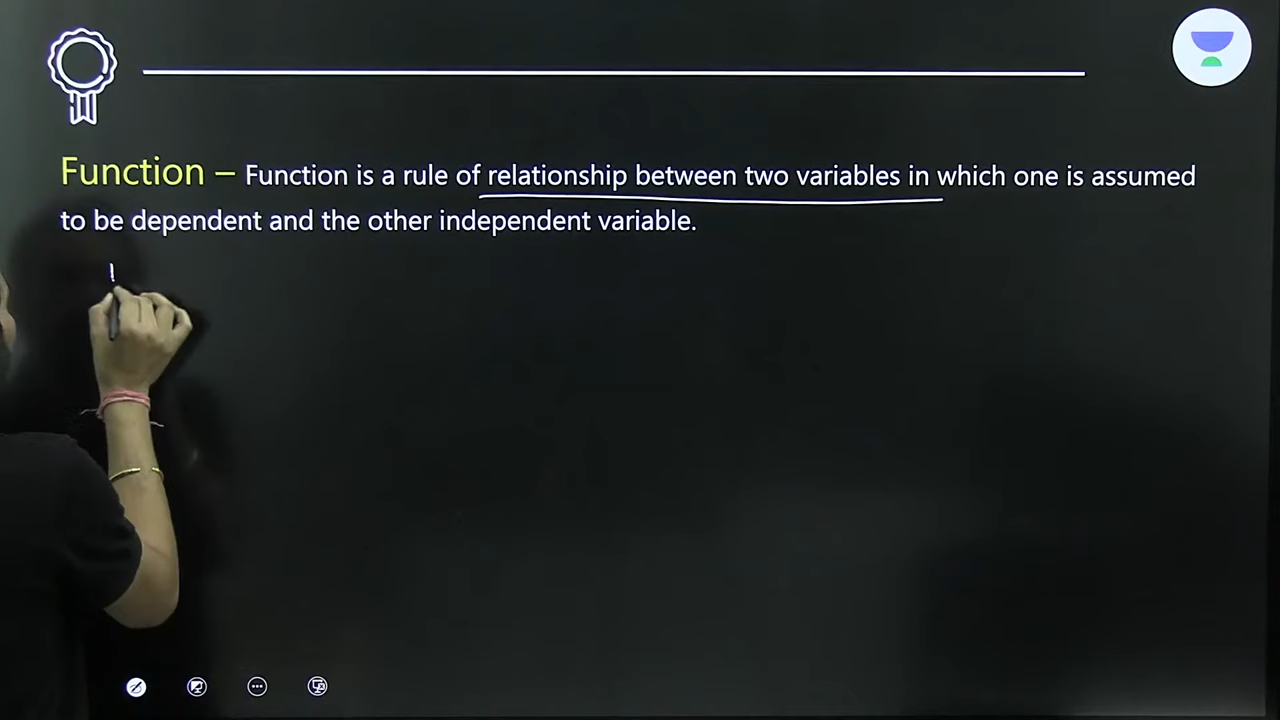 Function – Function is a rule of relationship between two variables in which one is assumed
to be dependent and the other independent variable.